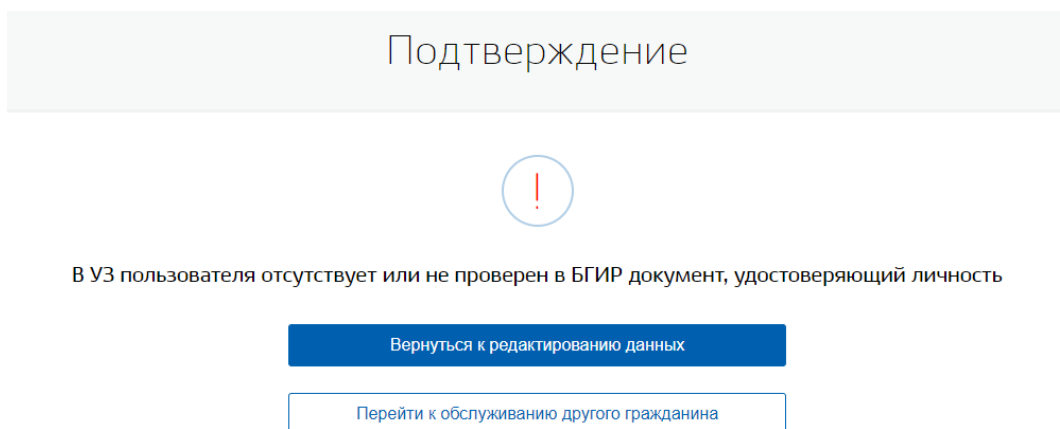 Подтверждение
В УЗ пользователя отсутствует или не проверен в БГИР документ, удостоверяющий личность
Вернуться к редактированию данных
Перейти к обслуживанию другого гражданина